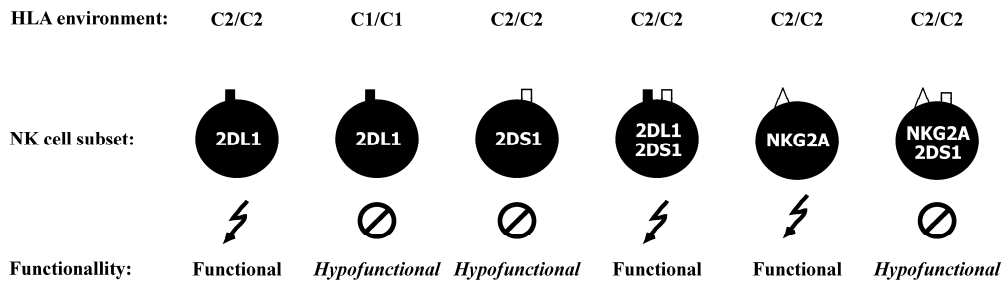 HLA environment: C2/C2 C1/C1 C2/C2 C2/C2 C2/C2 C2/C2
NK cell subset: 2DL1 2DL1 2DS1 2DL1 2DS1 NKG2A NKG2A 2DS1
Functionallity: Functional Hypofunctional Hypofunctional Functional Functional Hypofunctional